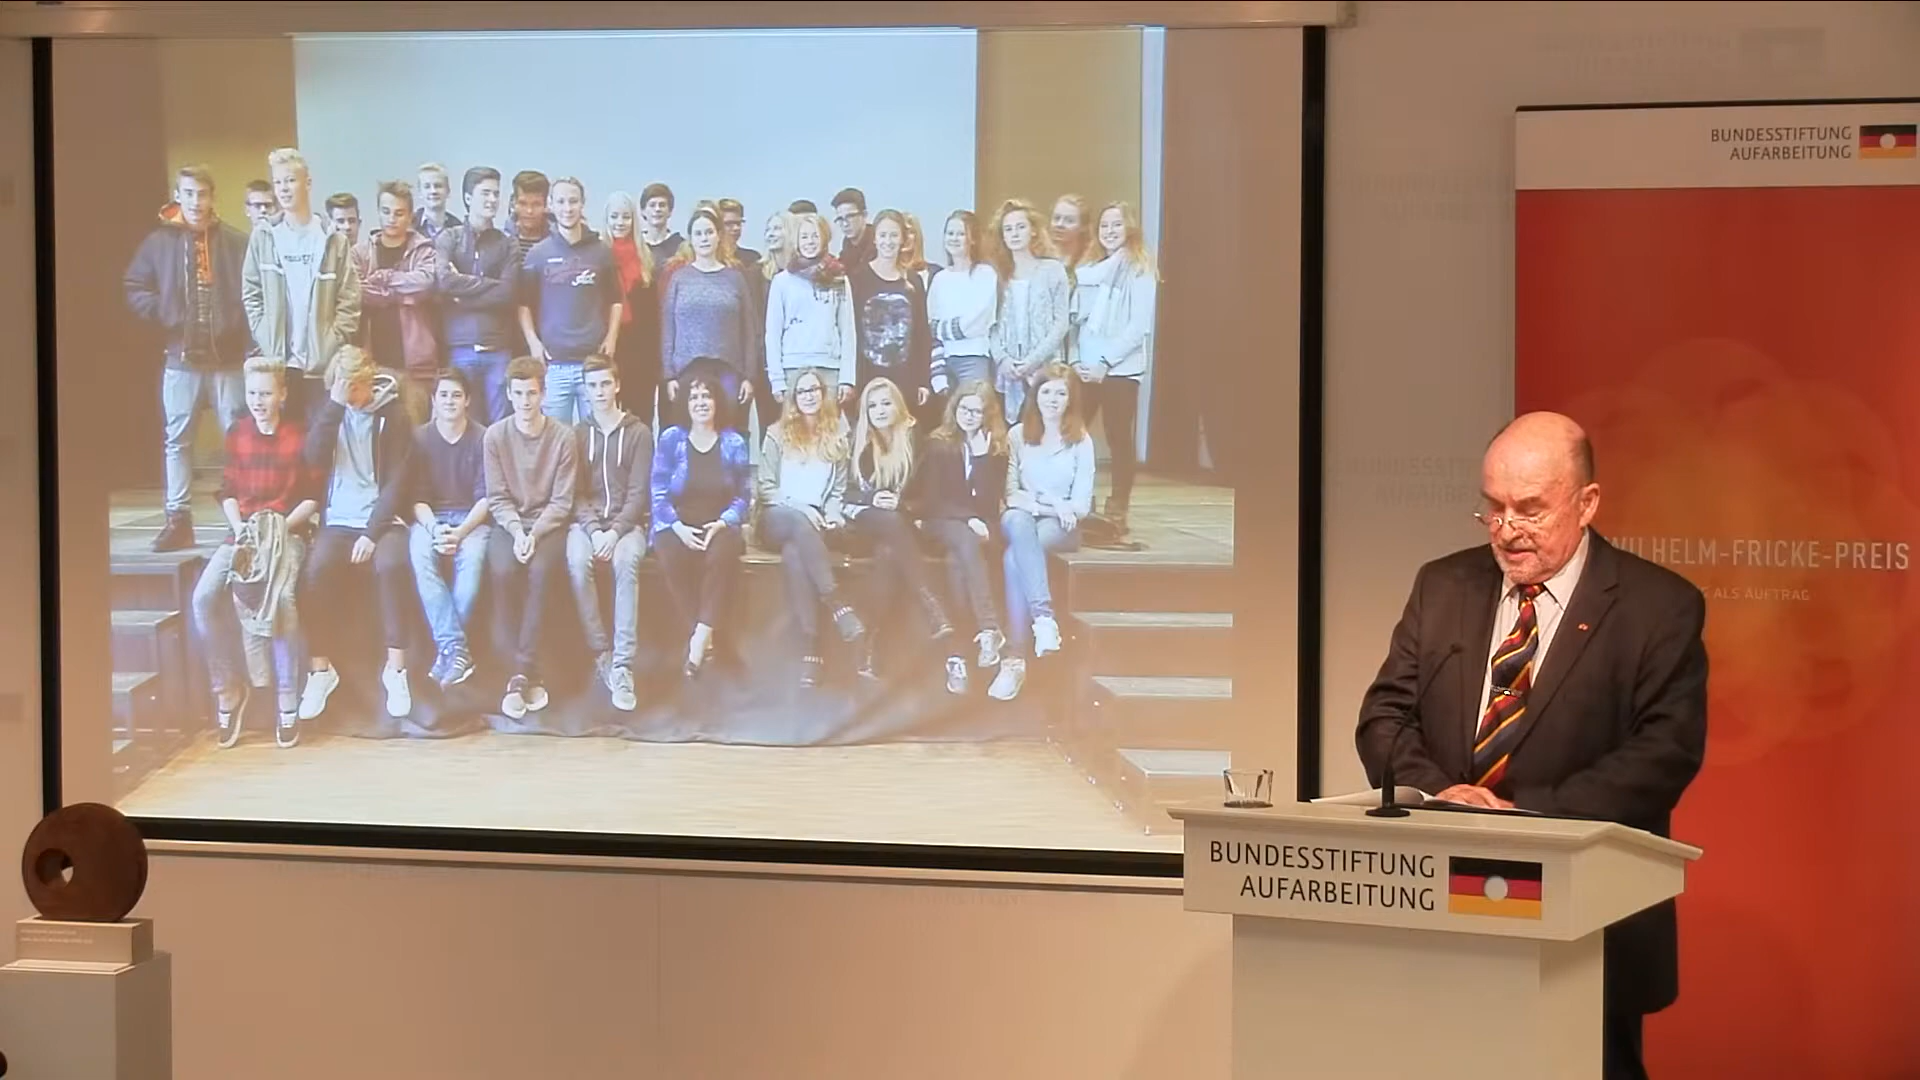 BUNDESSTIFTUNG
AUFARBEITUNG
WILHELM-FRICKE-PREIS
ALS AUFTRAG
BUNDESSTIFTUNG
AUFARBEITUNG